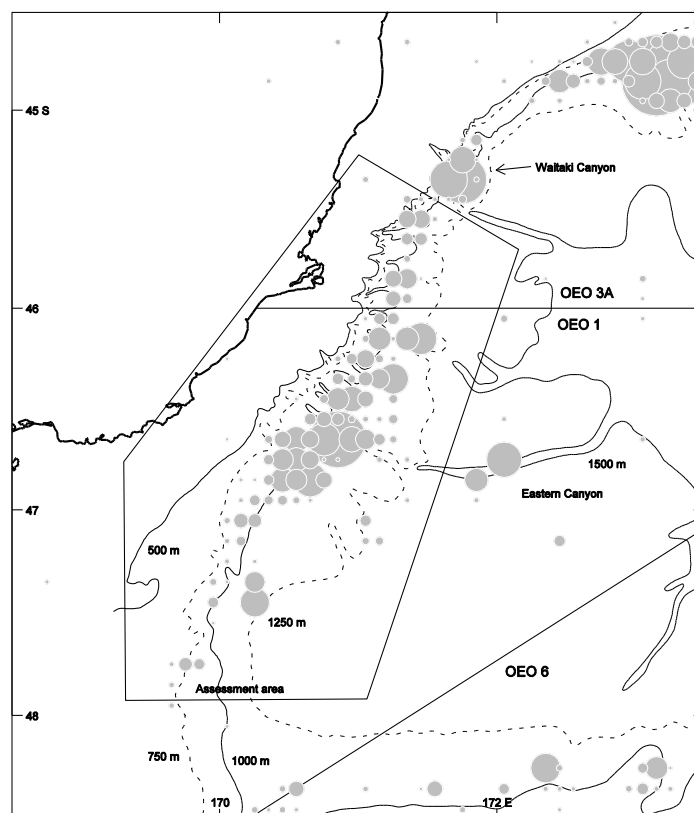 45 S
Waitaki Canyon
OEO 3A
46
OEO 1
1500 m
Eastern Canyon
47
500 m
1250 m
OEO 6
Assessment area
48
750 m
1000 m
170
172 E